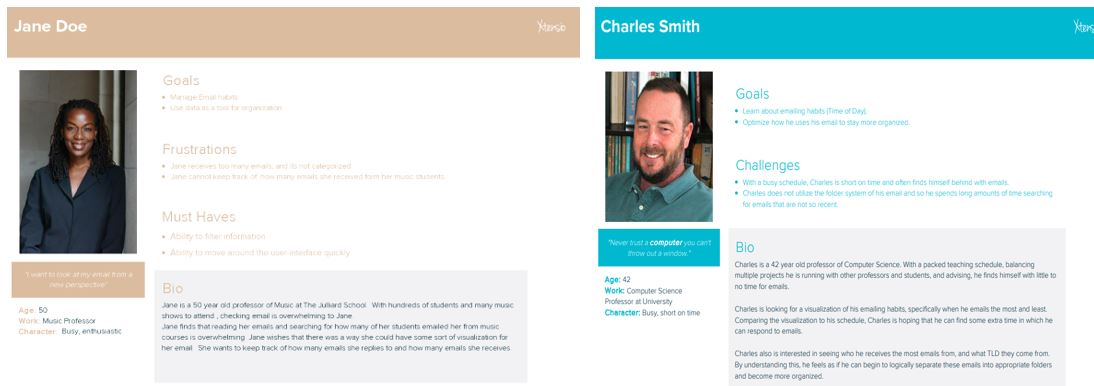 Jane Doe
Xtensio
Goals
Manage Email habits
Use data as a tool for organization
Frustrations
Jane receives too many emails, and its not categorized
Jane cannot keep track of how many emails she received form her music students
Must Haves
Ability to filter information
Ability to move around the user-interface quickly
"I want to look at my email from a
new perspective"
Age: 50
Work: Music Professor
Character: Busy, enthusiastic
Bio
Jane is a 50 year old professor of Music at The Julliard School. With hundreds of students and many music
shows to attend , checking email is overwhelming to Jane.
Jane finds that reading her emails and searching for how many of her students emailed her from music
courses is overwhelming. Jane wishes that there was a way she could have some sort of visualization for
her email. She wants to keep track of how many emails she replies to and how many emails she receives.
Charles Smith
Goals
Learn about emailing habits (Time of Day).
Optimize how he uses his email to stay more organized.
Challenges
With a busy schedule, Charles is short on time and often finds himself behind with emails.
Charles does not utilize the folder system of his email and so he spends long amounts of time searching
for emails that are not so recent.
"Never trust a computer you can't
throw out a window."
Age: 42
Work: Computer Science
Professor at University
Character: Busy, short on time
Bio
Charles is a 42 year old professor of Computer Science. With a packed teaching schedule, balancing
multiple projects he is running with other professors and students, and advising, he finds himself with little to
no time for emails.
Charles is looking for a visualization of his emailing habits, specifically when he emails the most and least.
Comparing the visualization to his schedule, Charles is hoping that he can find some extra time in which he
can respond to emails.
Charles also is interested in seeing who he receives the most emails from, and what TLD they come from.
By understanding this, he feels as if he can begin to logically separate these emails into appropriate folders
and become more organized.